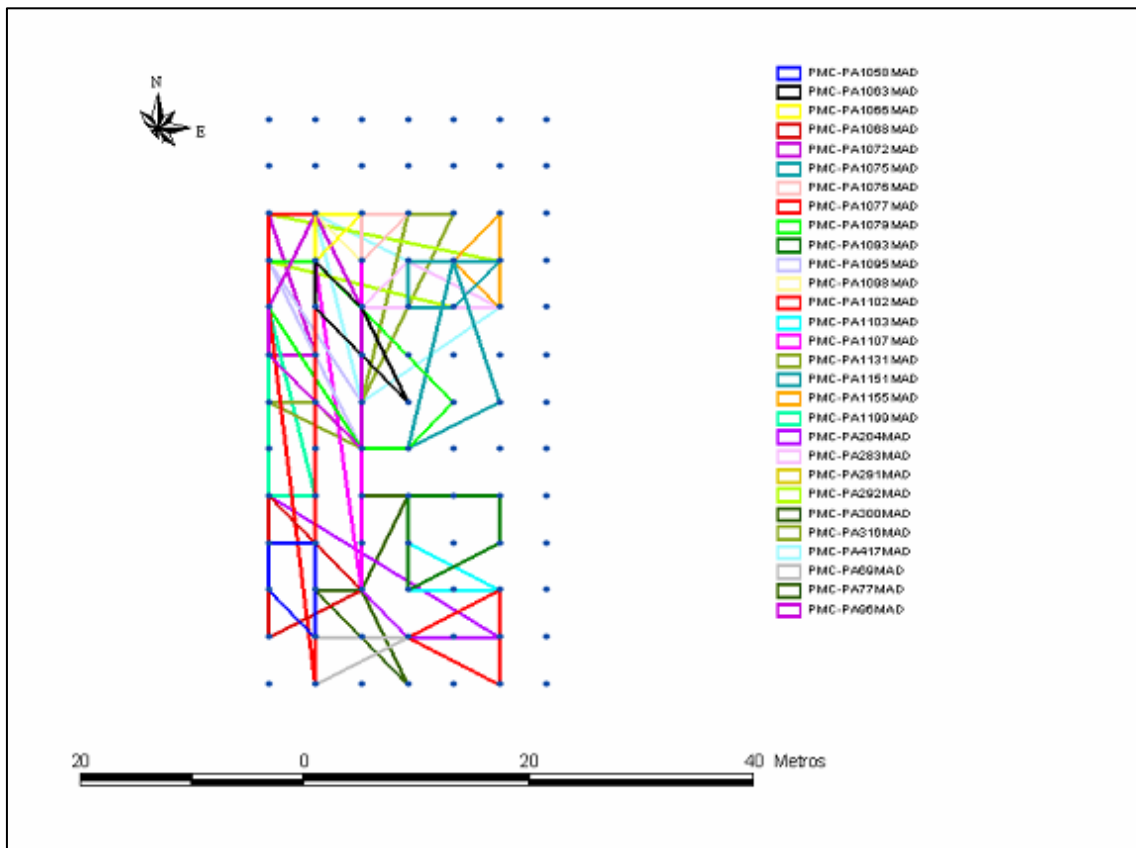 N
E
PMC-PA1050MAD
PMC-PA1063MAD
PMC-PA1066MAD
PMC-PA1068MAD
PMC-PA1072MAD
PMC-PA1075MAD
PMC-PA1076MAD
PMC-PA1077MAD
PMC-PA1079MAD
PMC-PA1093MAD
PMC-PA1095MAD
PMC-PA1098MAD
PMC-PA1102MAD
PMC-PA1103MAD
PMC-PA1107MAD
PMC-PA1131MAD
PMC-PA1151MAD
PMC-PA1155MAD
PMC-PA1199MAD
PMC-PA204MAD
PMC-PA283MAD
PMC-PA291MAD
PMC-PA292MAD
PMC-PA300MAD
PMC-PA316MAD
PMC-PA417MAD
PMC-PA69MAD
PMC-PA77MAD
PMC-PA96MAD
20 0 20 40 Metros